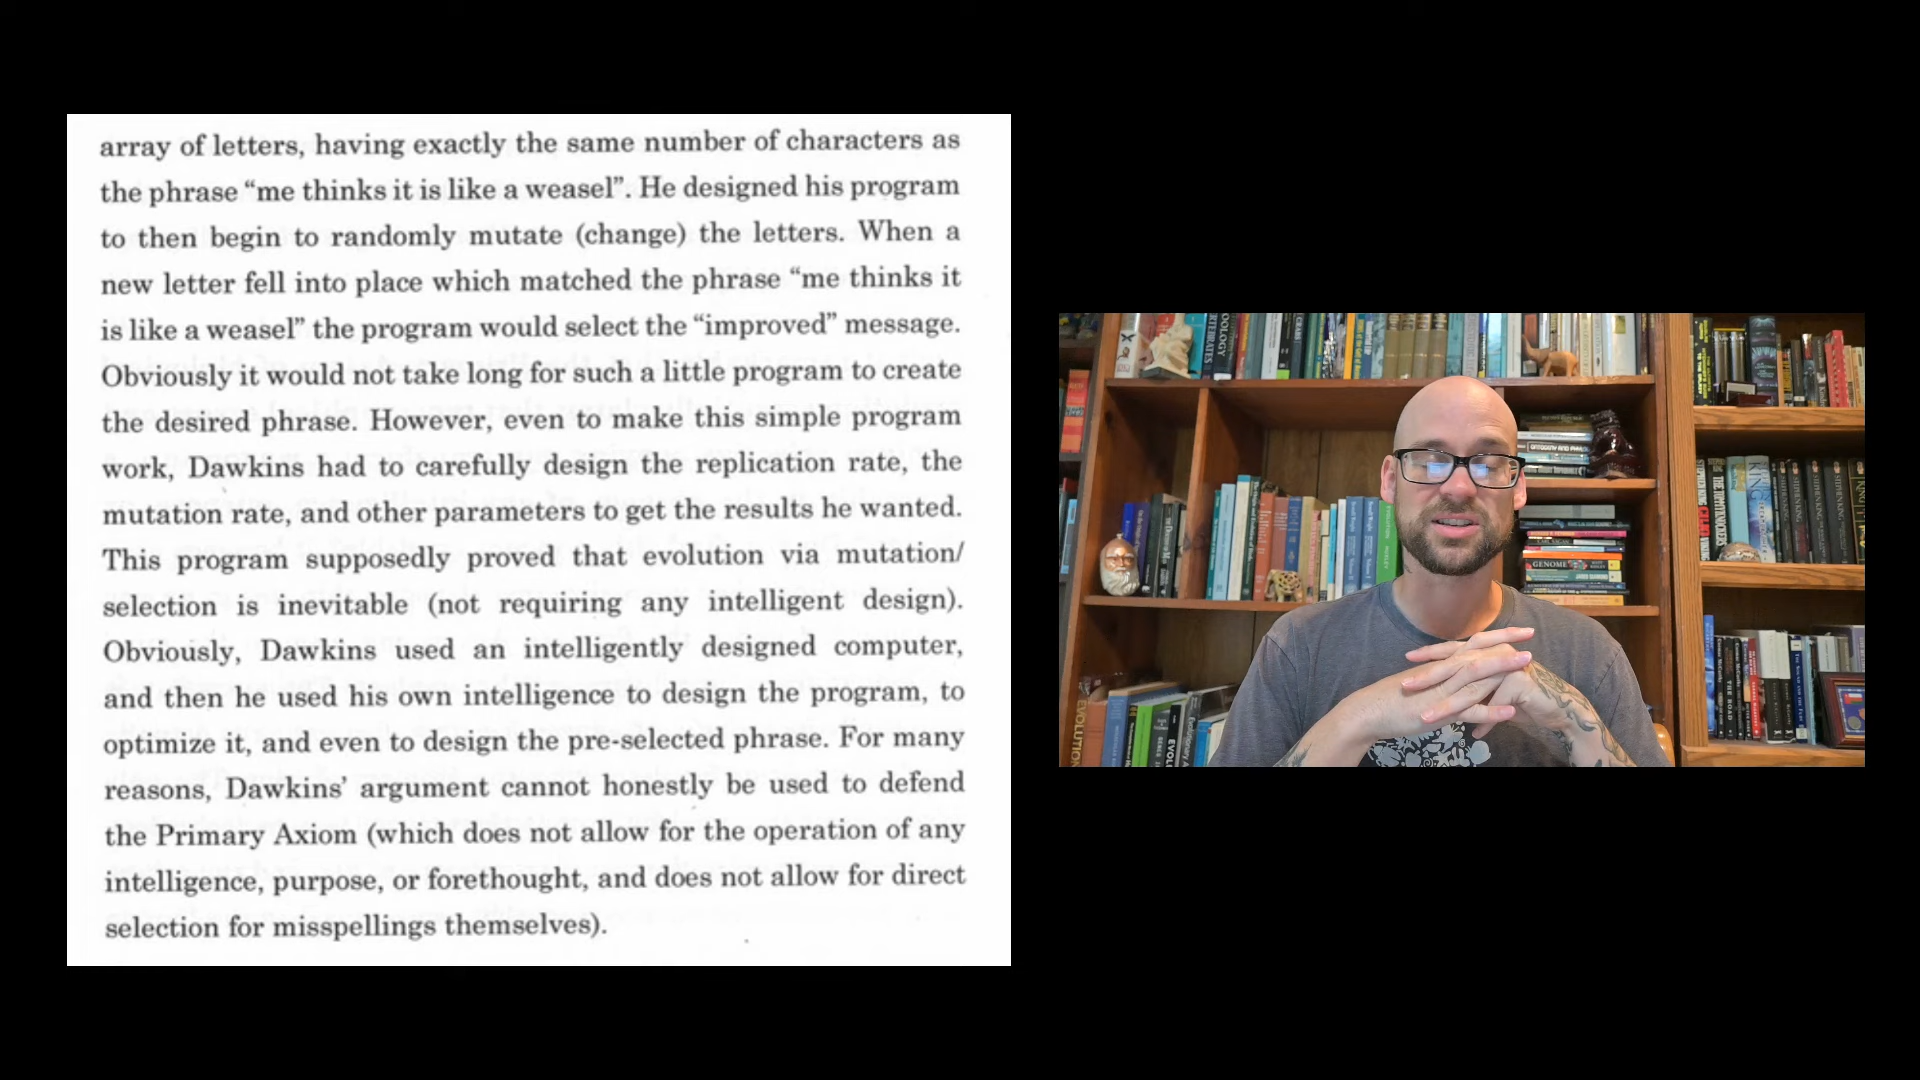 array of letters, having exactly the same number of characters as
the phrase “me thinks it is like a weasel”. He designed his program
to then begin to randomly mutate (change) the letters. When a
new letter fell into place which matched the phrase “me thinks it
is like a weasel” the program would select the “improved” message.
Obviously it would not take long for such a little program to create
the desired phrase. However, even to make this simple program
work, Dawkins had to carefully design the replication rate, the
mutation rate, and other parameters to get the results he wanted.
This program supposedly proved that evolution via mutation/
selection is inevitable (not requiring any intelligent design).
Obviously, Dawkins used an intelligently designed computer,
and then he used his own intelligence to design the program, to
optimize it, and even to design the pre-selected phrase. For many
reasons, Dawkins’ argument cannot honestly be used to defend
the Primary Axiom (which does not allow for the operation of any
intelligence, purpose, or forethought, and does not allow for direct
selection for misspellings themselves).
GENOME
THE ROAD